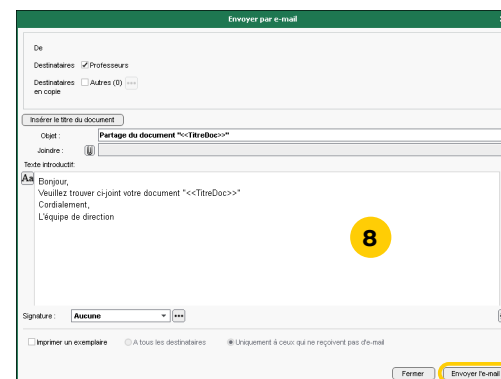 Envoyer par e-mail
De
Destinataires Professeurs
Destinataires Autres (0) ...
en copie
Insérer le titre du document
Objet : Partage du document "<<TitreDoc>>"
Joindre :
Texte introductif:
Aa
Bonjour,
Veuillez trouver ci-joint votre document "<<TitreDoc>>"
Cordialement,
L'équipe de direction
8
Signature : Aucune ...
Imprimer un exemplaire A tous les destinataires Uniquement à ceux qui ne reçoivent pas d'e-mail
Fermer Envoyer l'e-mail